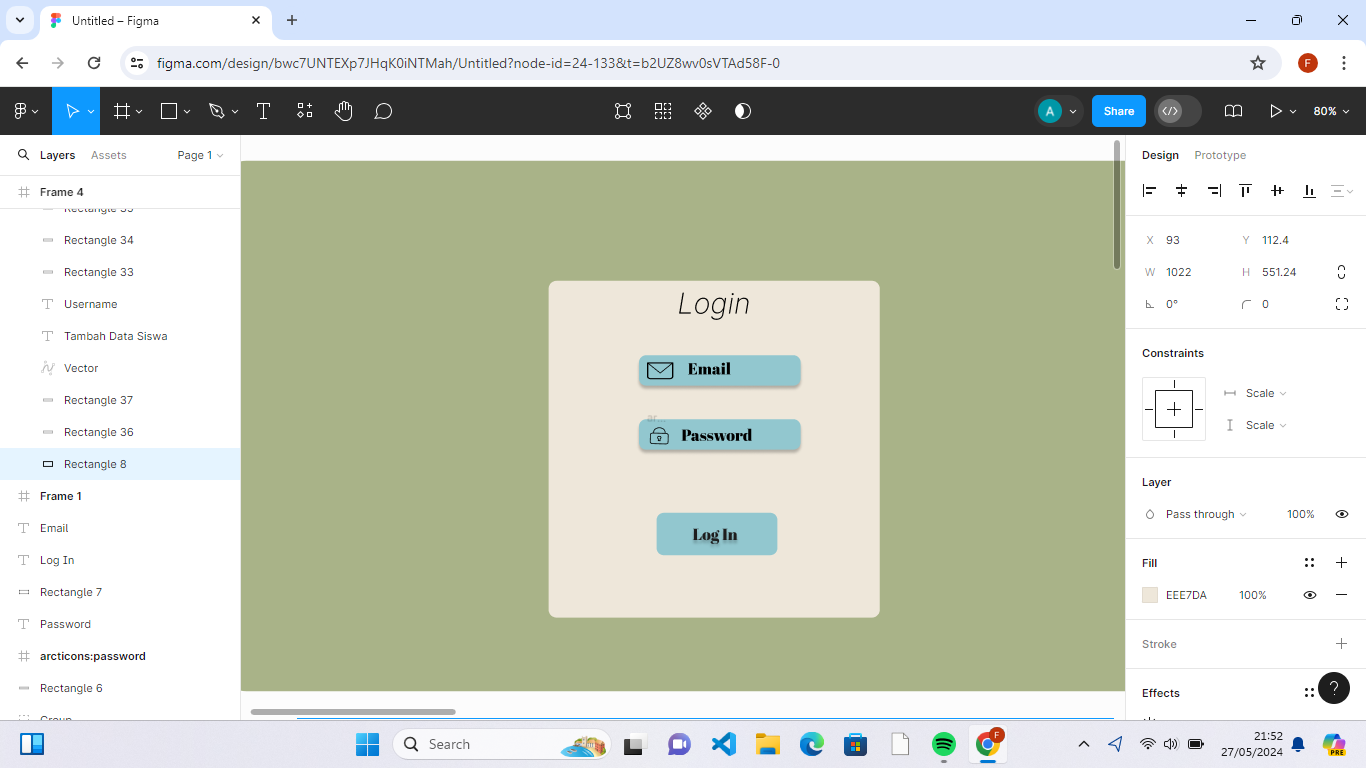 Untitled – Figma
figma.com/design/bwc7UNTEXp7JHqK0iNTMah/Untitled?node-id=24-133&t=b2UZ8wv0sVTAd58F-0
F
A
Share
80%
Layers
Assets
Page 1
Frame 4
Rectangle 35
Rectangle 34
Rectangle 33
Username
Tambah Data Siswa
Vector
Rectangle 37
Rectangle 36
Rectangle 8
Frame 1
Email
Log In
Rectangle 7
Password
arcticons:password
Rectangle 6
Group
Login
Email
ar...
Password
Log In
Design
Prototype
X 93
Y 112.4
W 1022
H 551.24
0°
0
Constraints
Scale
Scale
Layer
Pass through
100%
Fill
EEE7DA
100%
Stroke
Effects
?
Search
F
21:52
27/05/2024
PRE